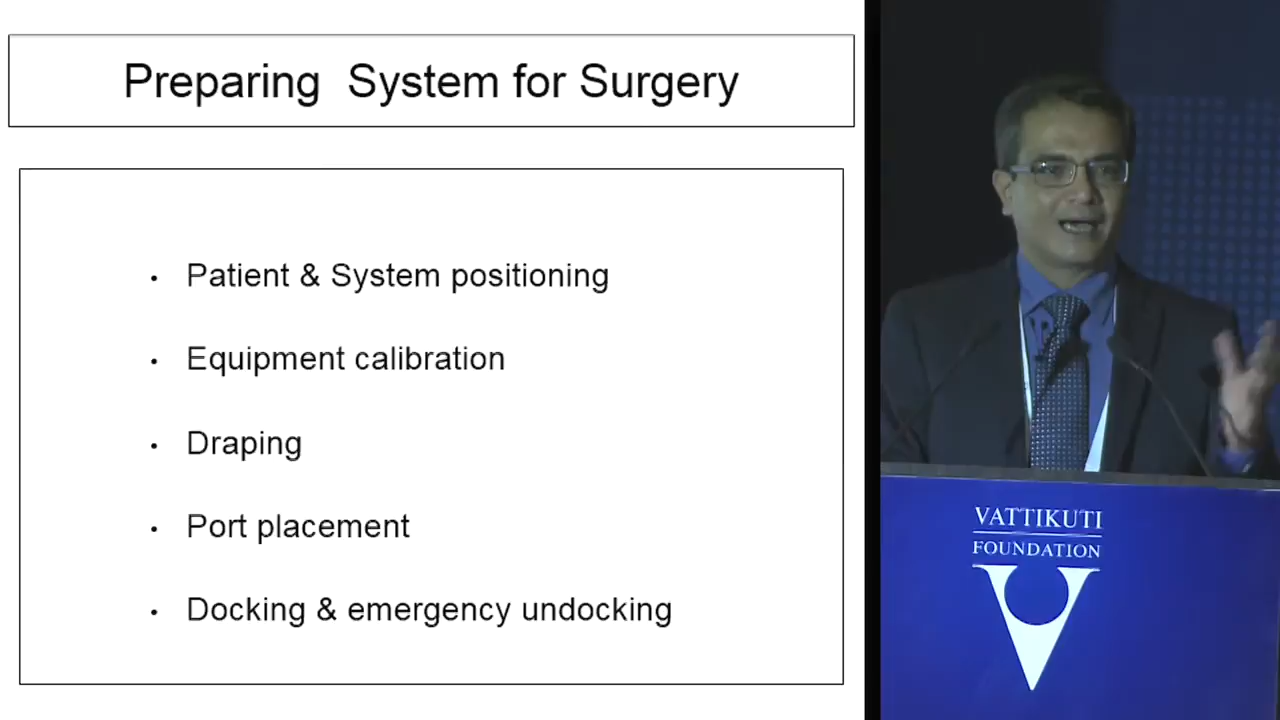 Preparing System for Surgery
• Patient & System positioning
• Equipment calibration
• Draping
• Port placement
• Docking & emergency undocking
VATTIKUTI
FOUNDATION